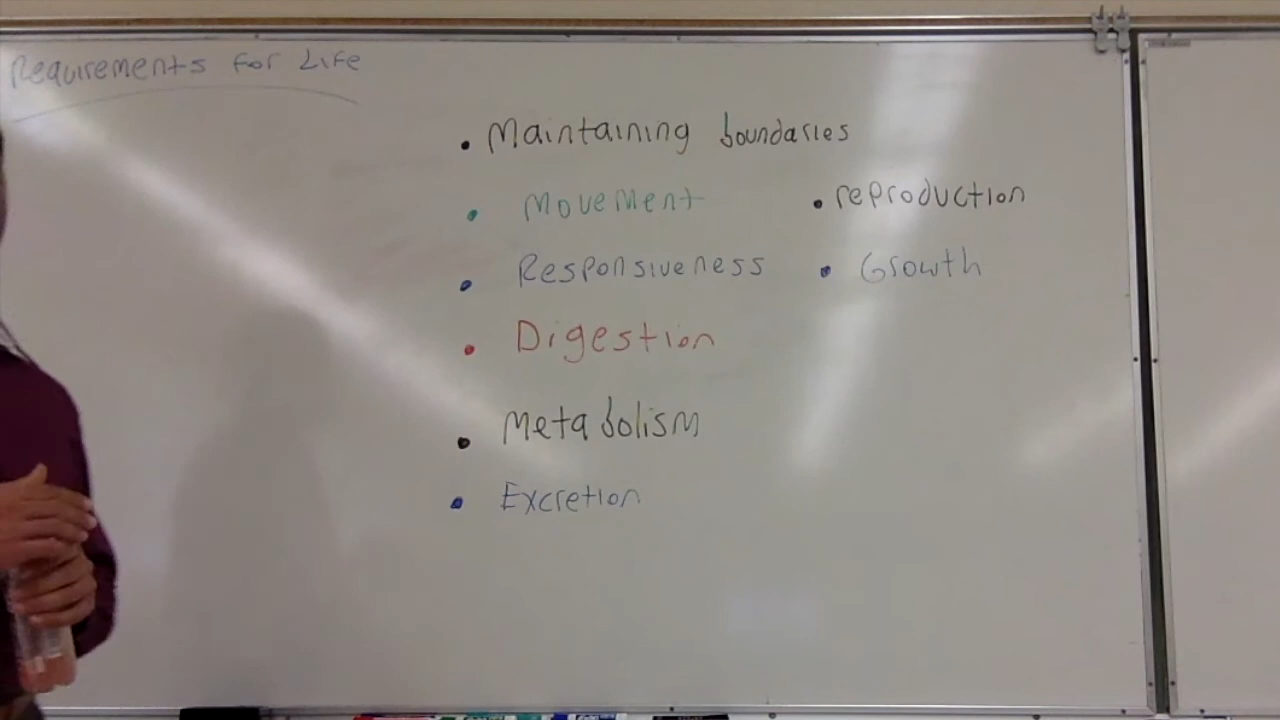 Requirements for Life
• Maintaining boundaries
• Movement
• Responsiveness
• Digestion
• Metabolism
• Excretion
• reproduction
• Growth